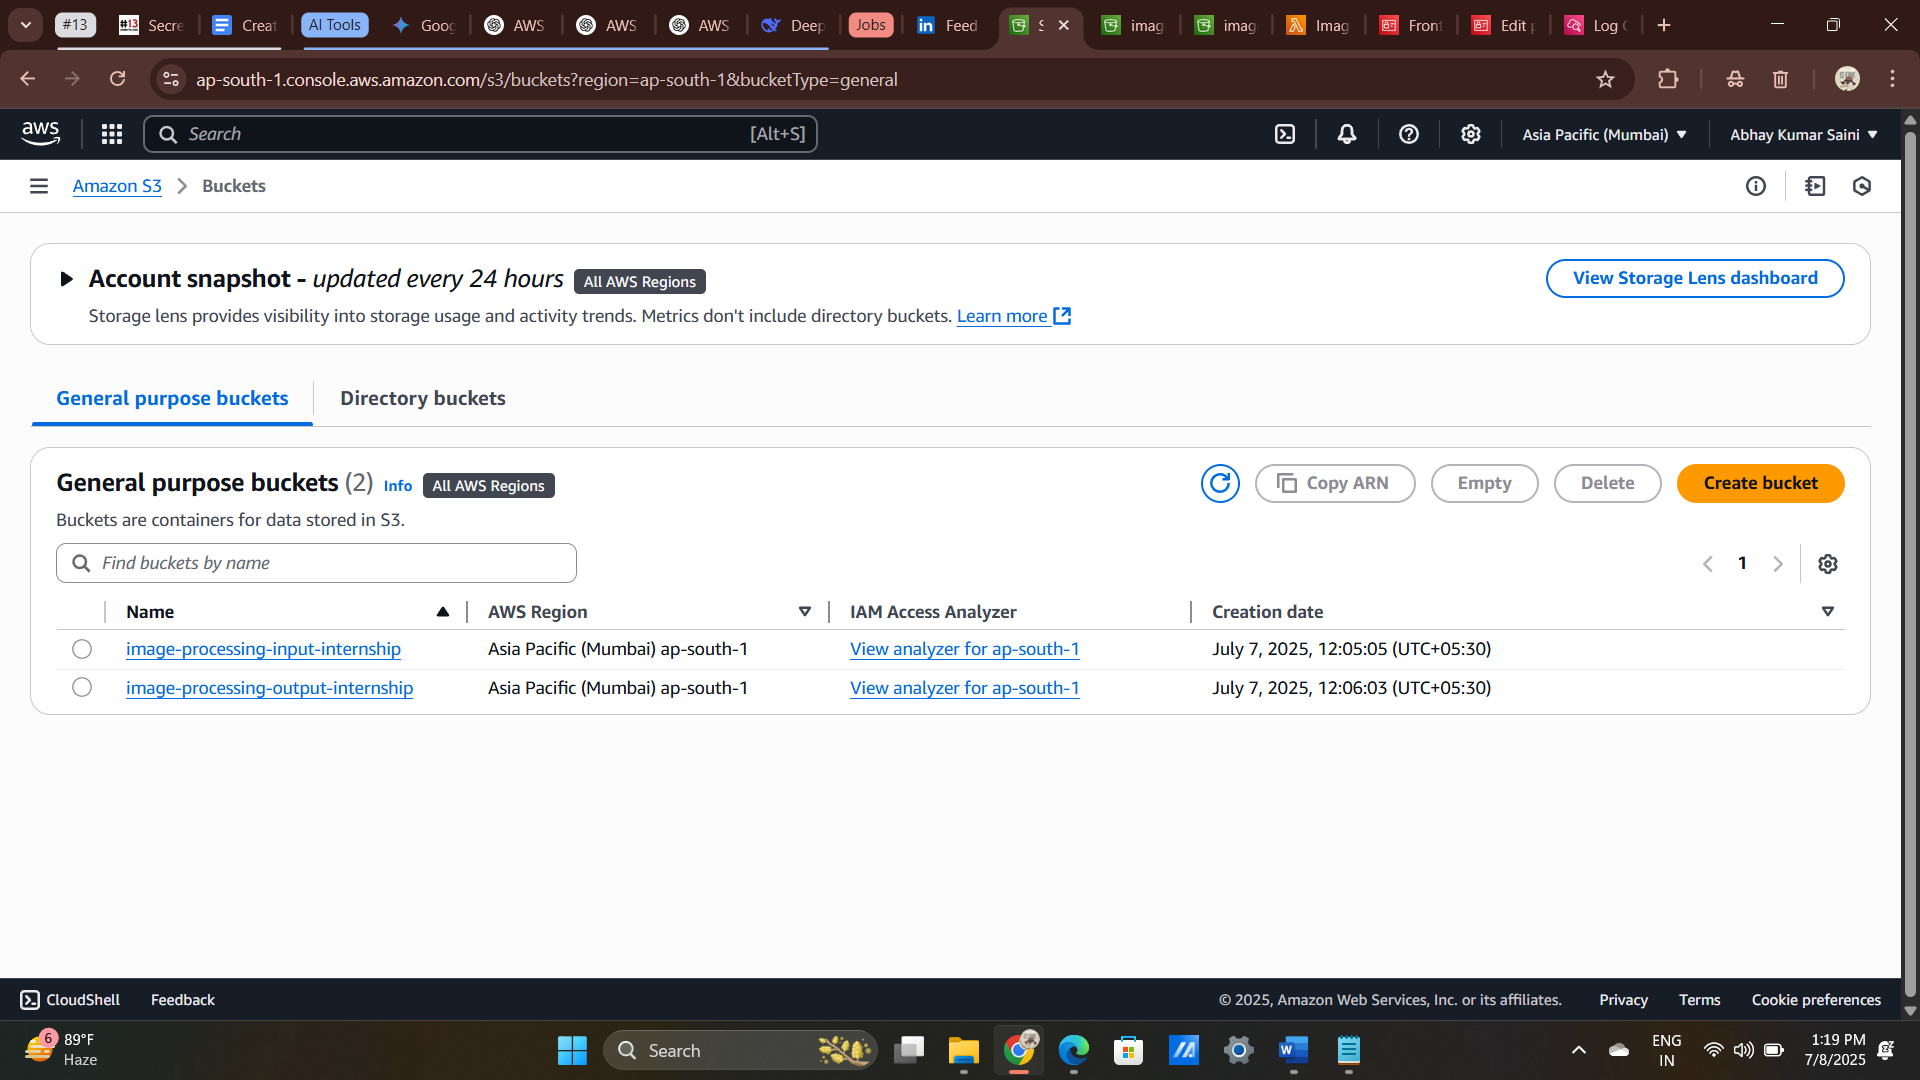 #13
#13
Secre
Creat
AI Tools
Goog
AWS
AWS
AWS
Deep
Jobs
in
Feed
S
imag
imag
Imag
Front
Edit p
Log
ap-south-1.console.aws.amazon.com/s3/buckets?region=ap-south-1&bucketType=general
aws
Search
[Alt+S]
Asia Pacific (Mumbai)
Abhay Kumar Saini
Amazon S3 > Buckets
Account snapshot - updated every 24 hours
All AWS Regions
View Storage Lens dashboard
Storage lens provides visibility into storage usage and activity trends. Metrics don't include directory buckets. Learn more
General purpose buckets
Directory buckets
General purpose buckets (2)
Info
All AWS Regions
Copy ARN
Empty
Delete
Create bucket
Buckets are containers for data stored in S3.
Find buckets by name
1
Name
AWS Region
IAM Access Analyzer
Creation date
image-processing-input-internship
Asia Pacific (Mumbai) ap-south-1
View analyzer for ap-south-1
July 7, 2025, 12:05:05 (UTC+05:30)
image-processing-output-internship
Asia Pacific (Mumbai) ap-south-1
View analyzer for ap-south-1
July 7, 2025, 12:06:03 (UTC+05:30)
CloudShell
Feedback
© 2025, Amazon Web Services, Inc. or its affiliates.
Privacy
Terms
Cookie preferences
6
89°F
Haze
Search
W
ENG
IN
1:19 PM
7/8/2025